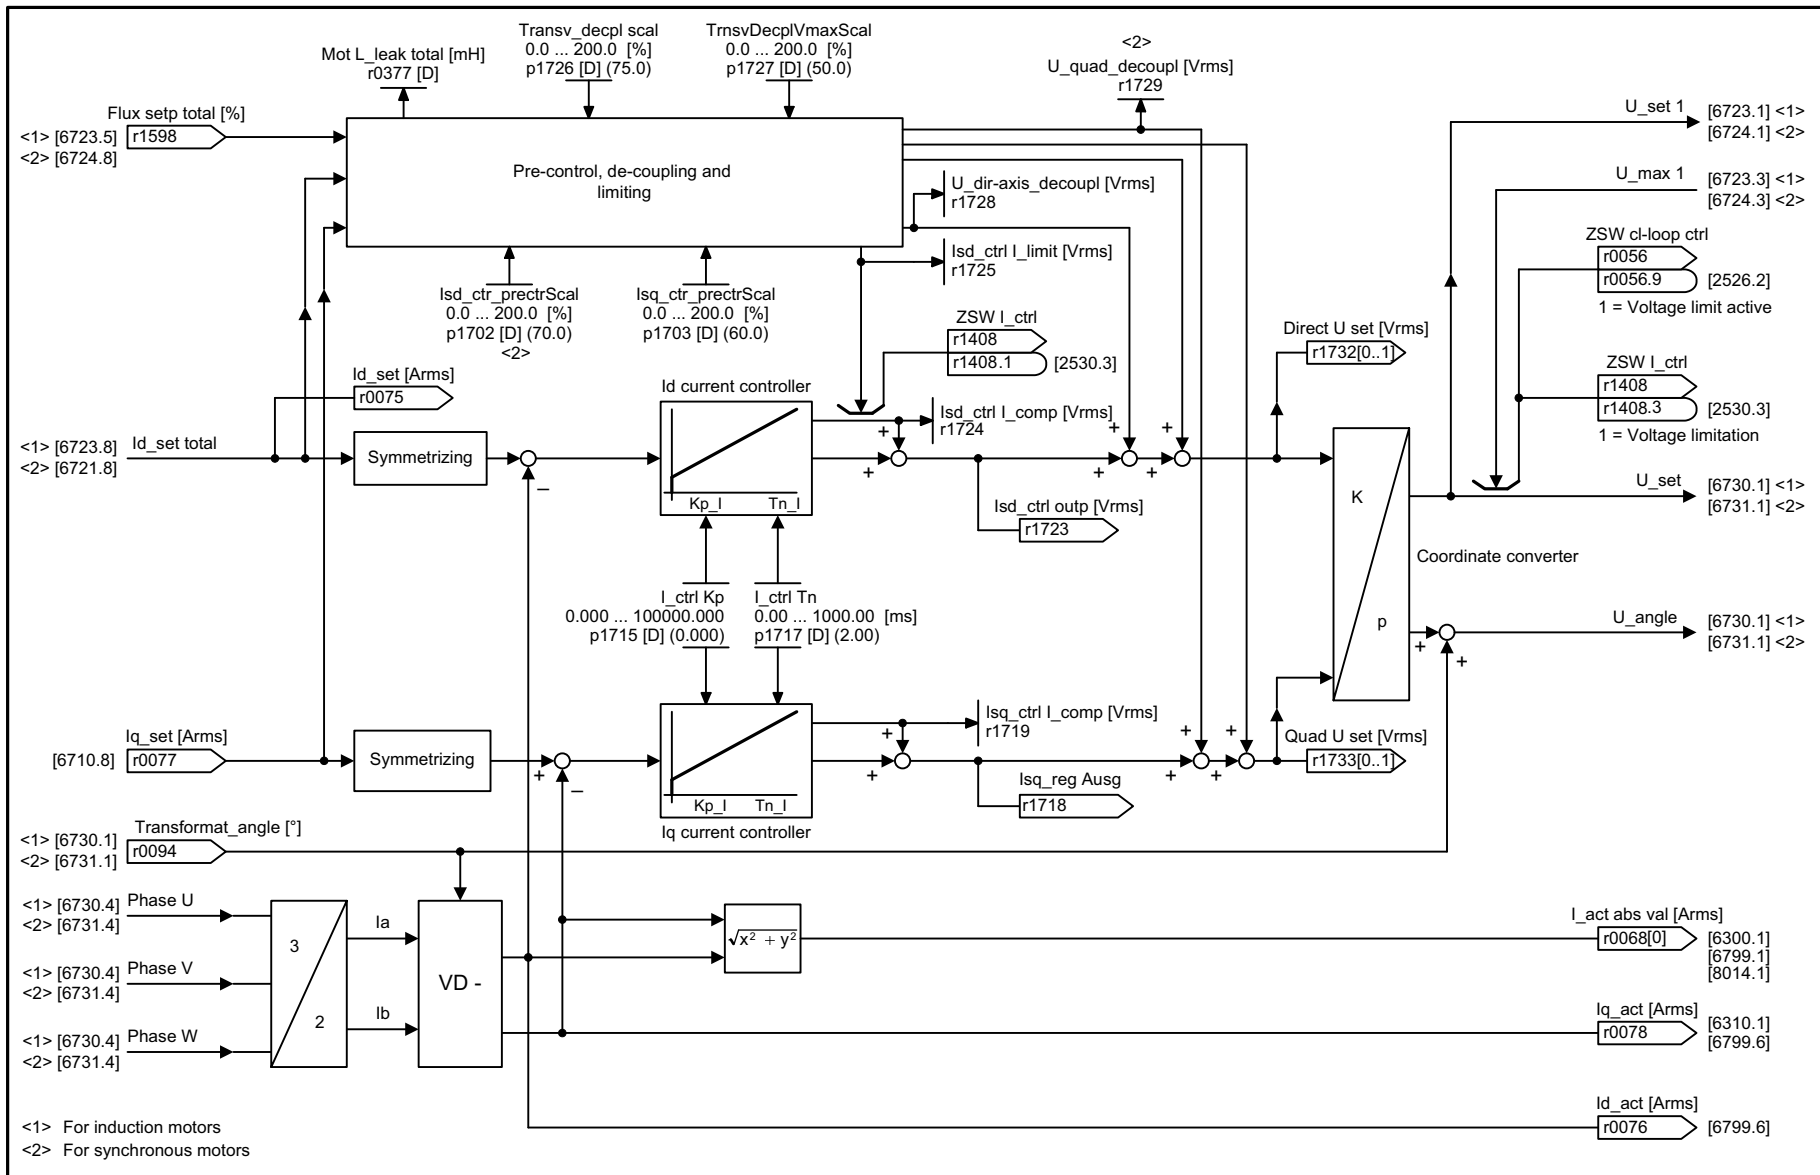 Transv_decpl scal
0.0 ... 200.0 [%]
p1726 [D] (75.0)
TrnsvDecplVmaxScal
0.0 ... 200.0 [%]
p1727 [D] (50.0)
Mot L_leak total [mH]
r0377 [D]
<2>
U_quad_decoupl [Vrms]
r1729
Flux setp total [%]
<1> [6723.5]
r1598
<2> [6724.8]
Pre-control, de-coupling and
limiting
U_set 1
[6723.1] <1>
[6724.1] <2>
U_max 1
[6723.3] <1>
[6724.3] <2>
U_dir-axis_decoupl [Vrms]
r1728
Isd_ctrl I_limit [Vrms]
r1725
ZSW cl-loop ctrl
r0056
r0056.9
[2526.2]
1 = Voltage limit active
Isd_ctr_prectrScal
0.0 ... 200.0 [%]
p1702 [D] (70.0)
<2>
Isq_ctr_prectrScal
0.0 ... 200.0 [%]
p1703 [D] (60.0)
ZSW I_ctrl
r1408
r1408.1
[2530.3]
Direct U set [Vrms]
r1732[0..1]
ZSW I_ctrl
r1408
r1408.3
[2530.3]
1 = Voltage limitation
Id_set [Arms]
r0075
Id current controller
Isd_ctrl I_comp [Vrms]
r1724
<1> [6723.8]
<2> [6721.8]
Id_set total
Symmetrizing
–
Kp_I
Tn_I
+
+
+
+
+
+
K
p
Isd_ctrl outp [Vrms]
r1723
U_set
[6730.1] <1>
[6731.1] <2>
Coordinate converter
I_ctrl Kp
0.000 ... 100000.000
p1715 [D] (0.000)
I_ctrl Tn
0.00 ... 1000.00 [ms]
p1717 [D] (2.00)
U_angle
[6730.1] <1>
[6731.1] <2>
+
+
Iq_set [Arms]
[6710.8]
r0077
Symmetrizing
+
–
Kp_I
Tn_I
Iq current controller
Isq_ctrl I_comp [Vrms]
r1719
+
+
Isq_reg Ausg
r1718
+
+
+
+
Quad U set [Vrms]
r1733[0..1]
Transformat_angle [°]
<1> [6730.1]
r0094
<2> [6731.1]
<1> [6730.4]
<2> [6731.4]
Phase U
<1> [6730.4]
<2> [6731.4]
Phase V
<1> [6730.4]
<2> [6731.4]
Phase W
3
2
Ia
Ib
VD -
√x² + y²
I_act abs val [Arms]
r0068[0]
[6300.1]
[6799.1]
[8014.1]
Iq_act [Arms]
r0078
[6310.1]
[6799.6]
Id_act [Arms]
r0076
[6799.6]
<1> For induction motors
<2> For synchronous motors